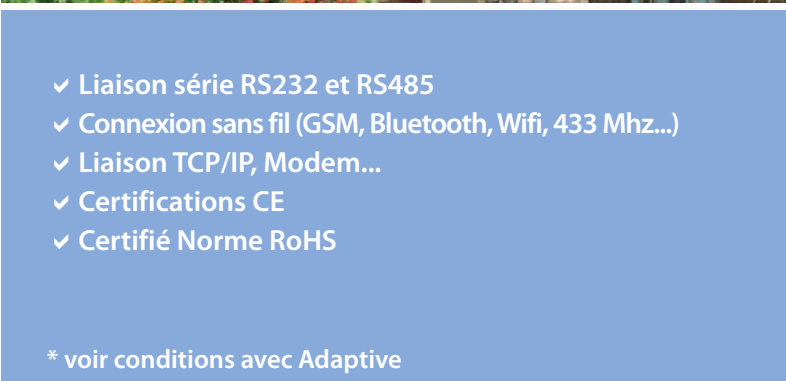 ✓ Liaison série RS232 et RS485
✓ Connexion sans fil (GSM, Bluetooth, Wifi, 433 Mhz...)
✓ Liaison TCP/IP, Modem...
✓ Certifications CE
✓ Certifié Norme RoHS
* voir conditions avec Adaptive